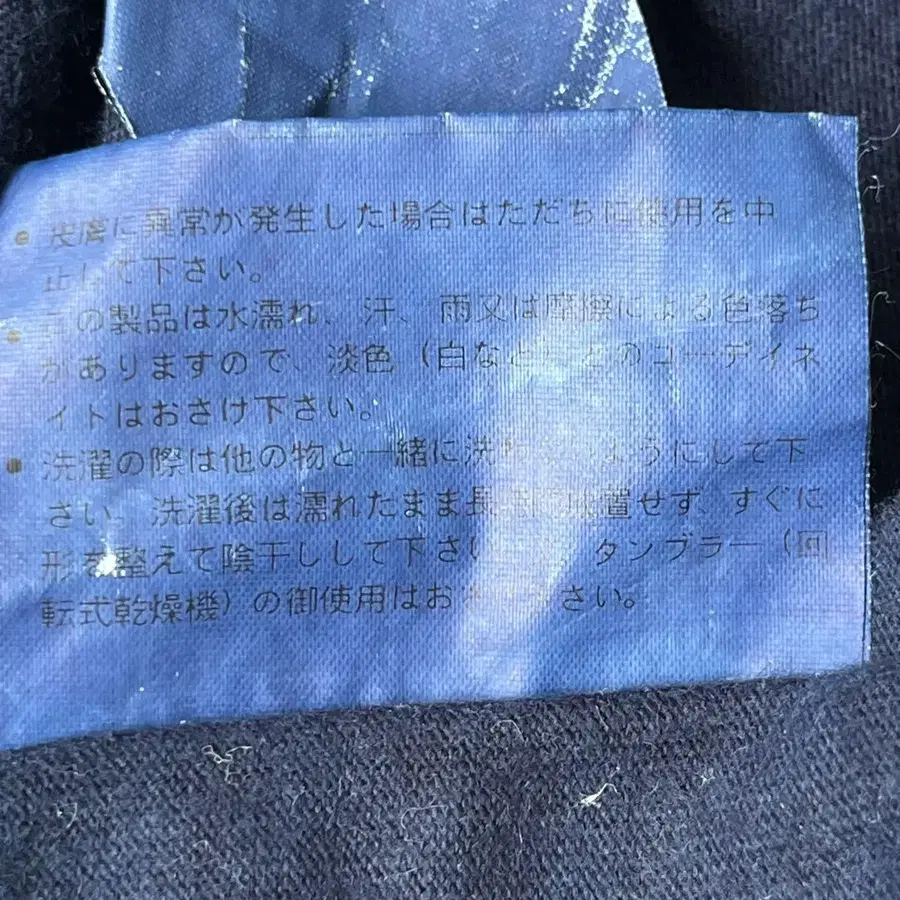 ● 皮膚に異常が発生した場合はただちに使用を中
止して下さい。
● この製品は水濡れ、汗、雨又は摩擦による色落ち
がありますので、淡色(白など)とのコーディネ
イトはおさけ下さい。
● 洗濯の際は他の物と一緒に洗わないようにして下
さい。洗濯後は濡れたまま長時間放置せず、すぐに
形を整えて陰干しして下さい。タンブラー(回
転式乾燥機)の御使用はおさけ下さい。